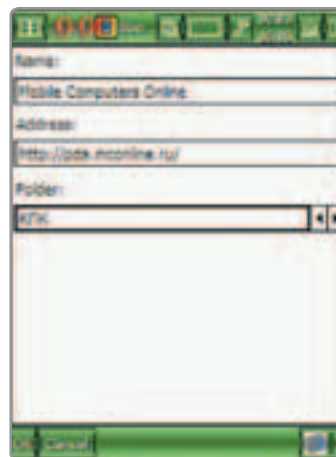 Name:
Mobile Computers Online
Address:
http://pda.mconline.ru/
Folder:
КПК
OK Cancel